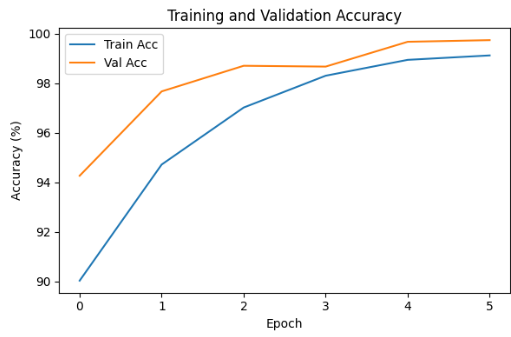 Training and Validation Accuracy
Train Acc
Val Acc
Accuracy (%)
100
98
96
94
92
90
0 1 2 3 4 5
Epoch